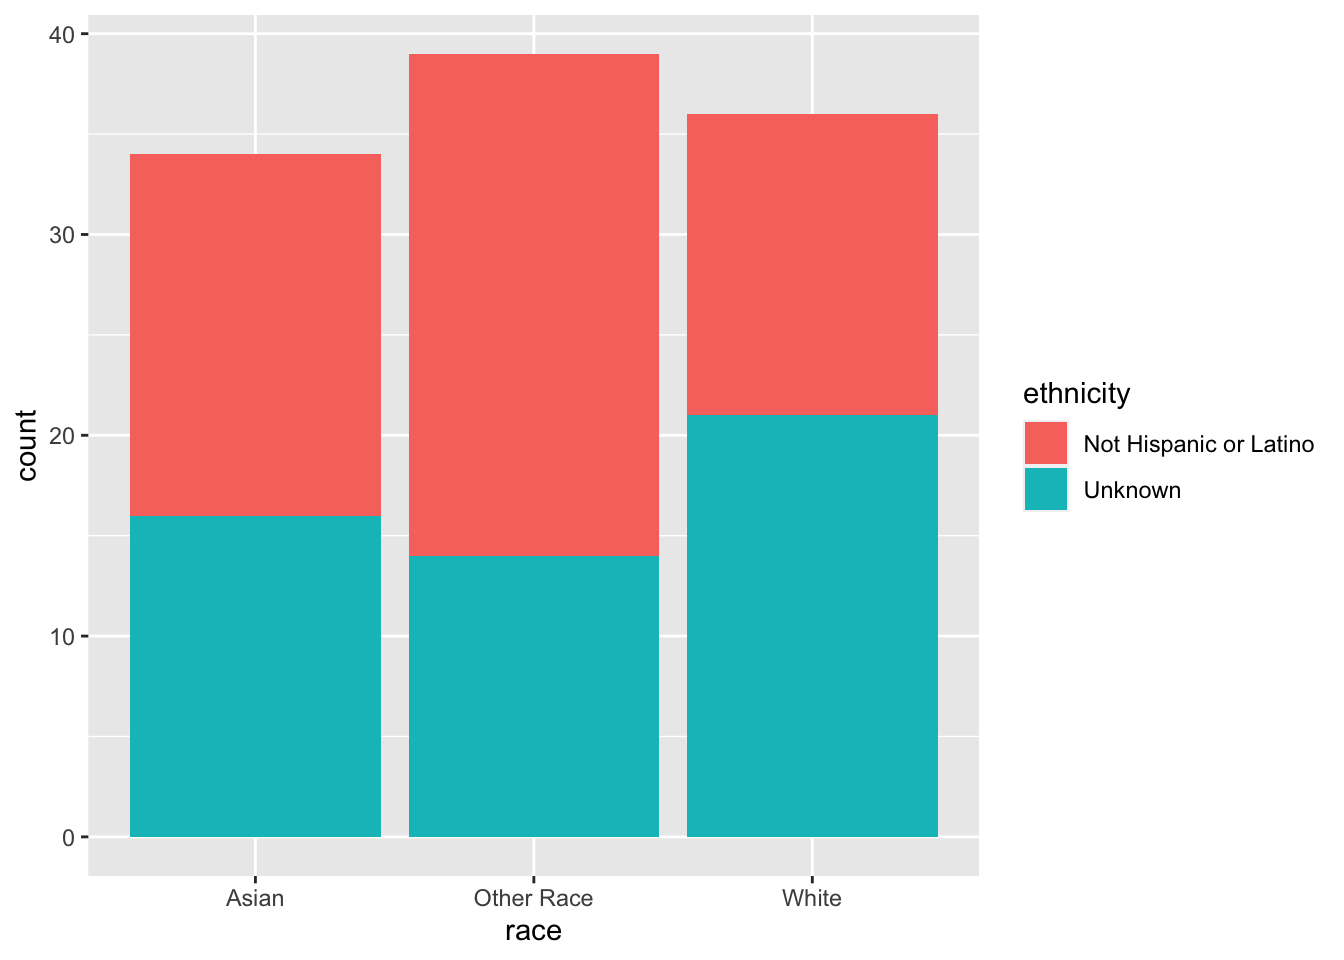 40
30
20
10
0
count
Asian
Other Race
White
race
ethnicity
Not Hispanic or Latino
Unknown